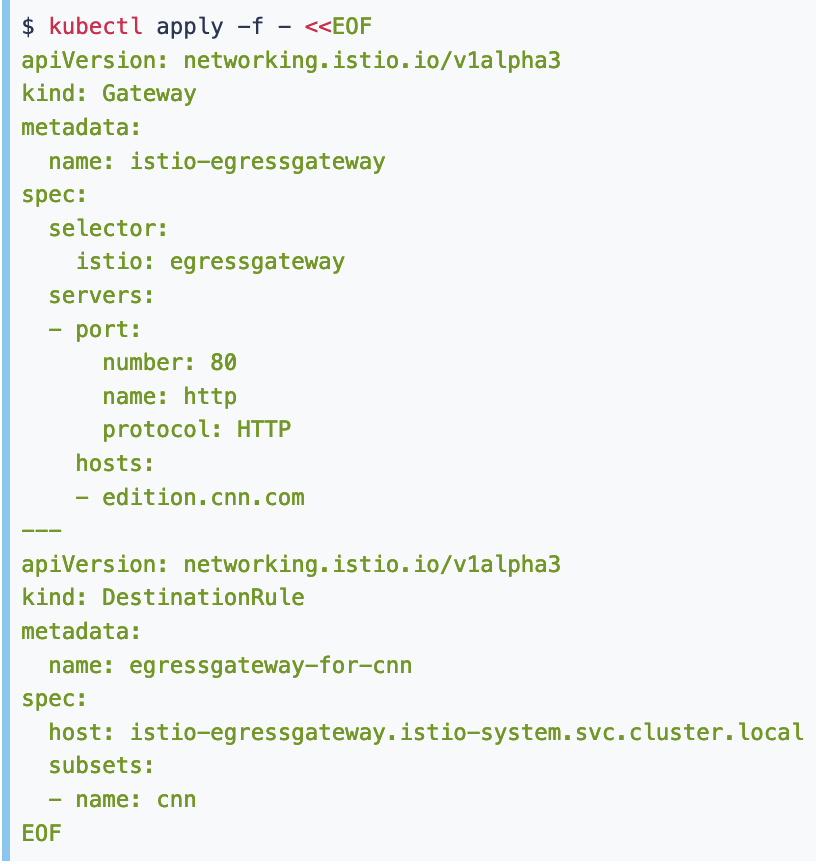 $ kubectl apply -f - <<EOF
apiVersion: networking.istio.io/v1alpha3
kind: Gateway
metadata:
  name: istio-egressgateway
spec:
  selector:
    istio: egressgateway
  servers:
  - port:
      number: 80
      name: http
      protocol: HTTP
    hosts:
    - edition.cnn.com
---
apiVersion: networking.istio.io/v1alpha3
kind: DestinationRule
metadata:
  name: egressgateway-for-cnn
spec:
  host: istio-egressgateway.istio-system.svc.cluster.local
  subsets:
  - name: cnn
EOF